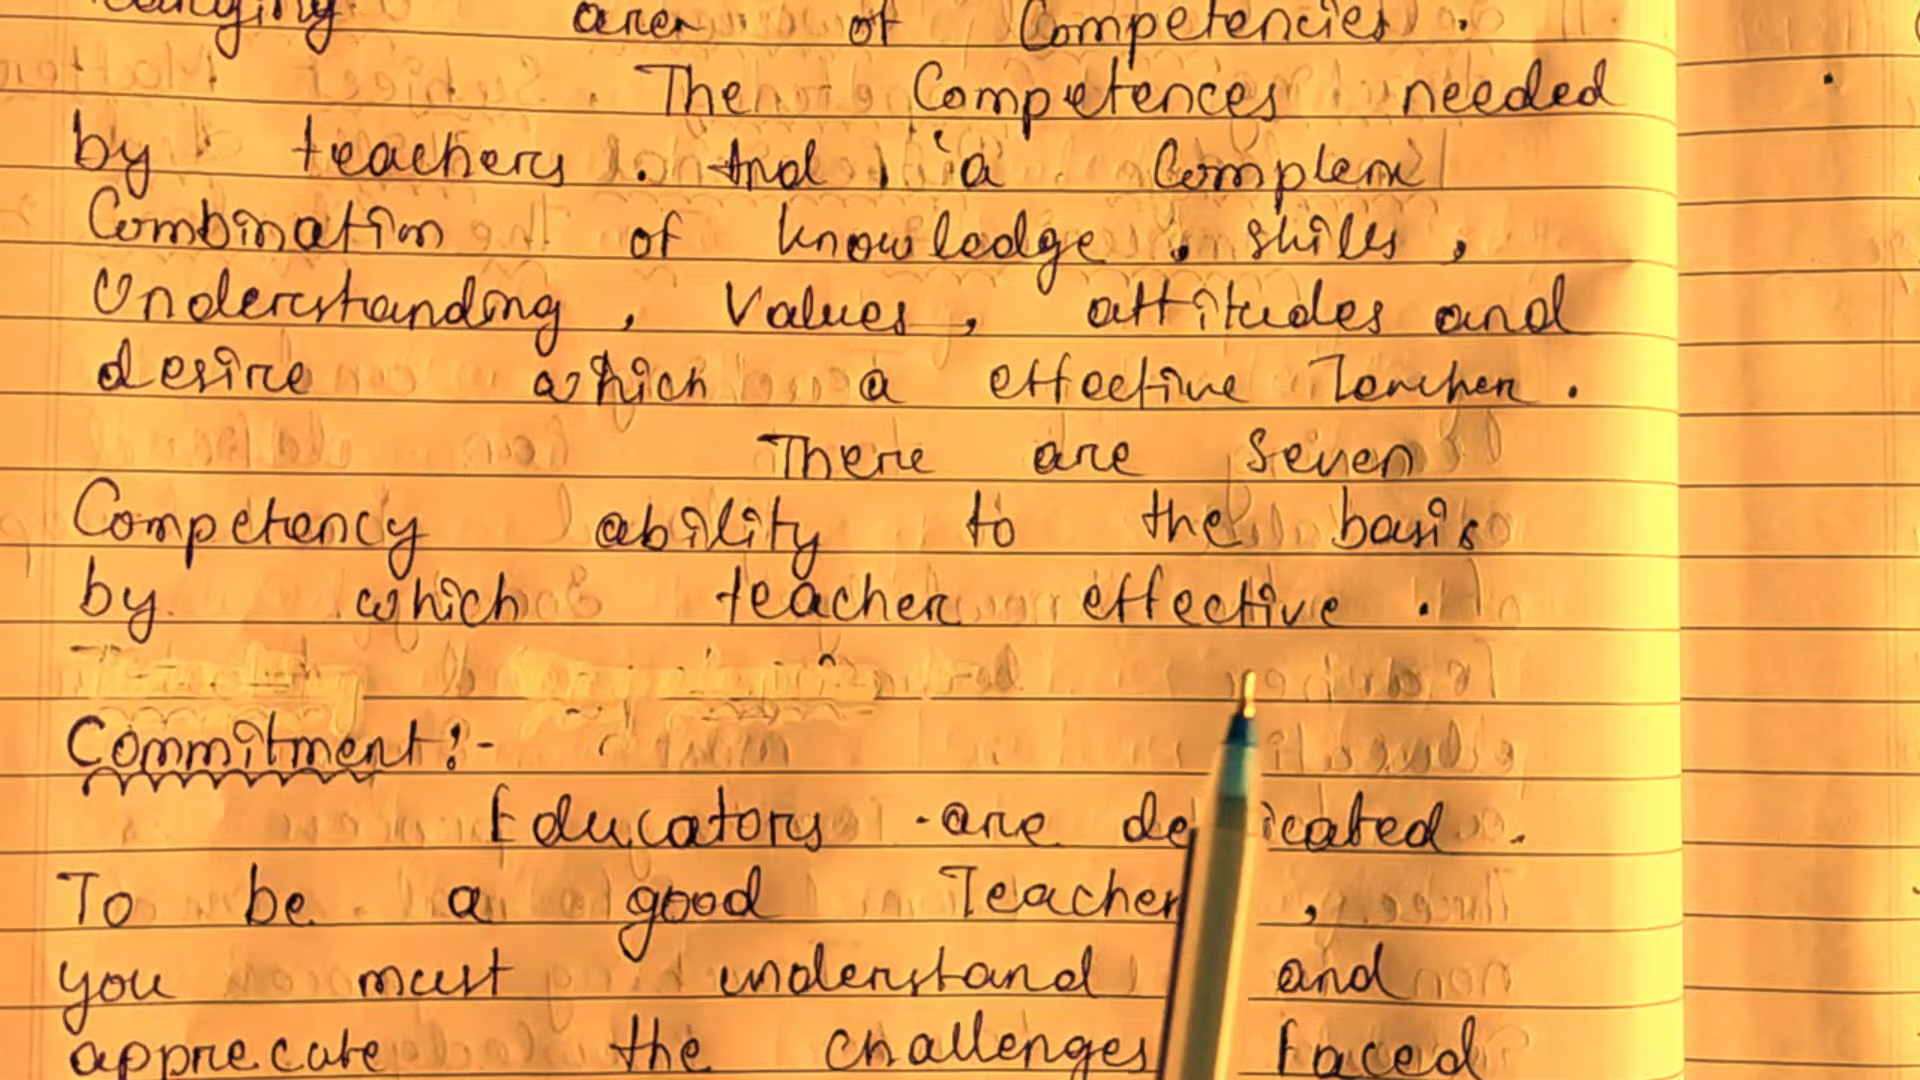 area of Competencies.
The Competences needed
by teachers. And, a Complex
Combination of knowledge, skills,
Understanding, Values, attitudes and
desire which a effective Teacher.
There are Seven
Competency ability to the basis
by which teacher effective.
Commitment:-
Educators are dedicated.
To be a good Teacher,
you must understand and
apprecate the challenges faced